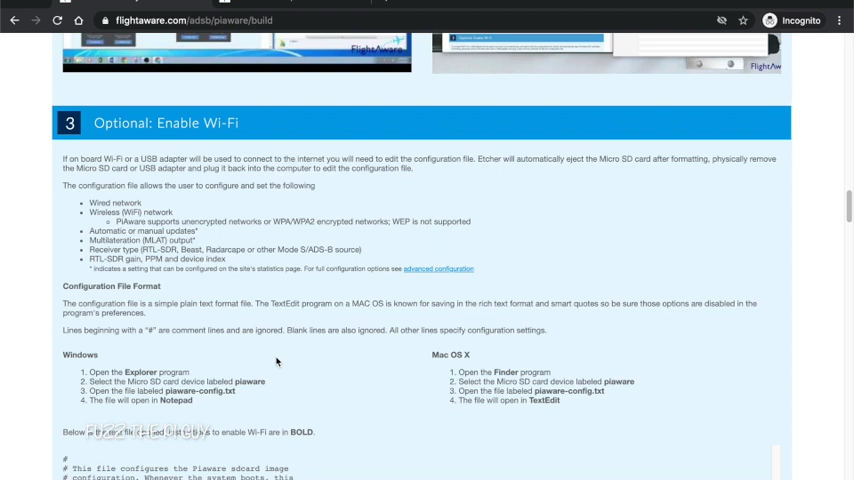 flightaware.com/adsb/piaware/build
Incognito
FlightAware
FlightAw
3 Optional: Enable Wi-Fi
If on board Wi-Fi or a USB adapter will be used to connect to the internet you will need to edit the configuration file. Etcher will automatically eject the Micro SD card after formatting, physically remove
the Micro SD card or USB adapter and plug it back into the computer to edit the configuration file.
The configuration file allows the user to configure and set the following
• Wired network
• Wireless (WiFi) network
○ PiAware supports unencrypted networks or WPA/WPA2 encrypted networks; WEP is not supported
• Automatic or manual updates*
• Multilateration (MLAT) output*
• Receiver type (RTL-SDR, Beast, Radarcape or other Mode S/ADS-B source)
• RTL-SDR gain, PPM and device index
* indicates a setting that can be configured on the site's statistics page. For full configuration options see advanced configuration
Configuration File Format
The configuration file is a simple plain text format file. The TextEdit program on a MAC OS is known for saving in the rich text format and smart quotes so be sure those options are disabled in the
program's preferences.
Lines beginning with a "#" are comment lines and are ignored. Blank lines are also ignored. All other lines specify configuration settings.
Windows
1. Open the Explorer program
2. Select the Micro SD card device labeled piaware
3. Open the file labeled piaware-config.txt
4. The file will open in Notepad
Mac OS X
1. Open the Finder program
2. Select the Micro SD card device labeled piaware
3. Open the file labeled piaware-config.txt
4. The file will open in TextEdit
FUZZ THE PI GUY
Below to enable Wi-Fi are in BOLD.
#
# This file configures the Piaware sdcard image
# configuration. Whenever the system boots, this